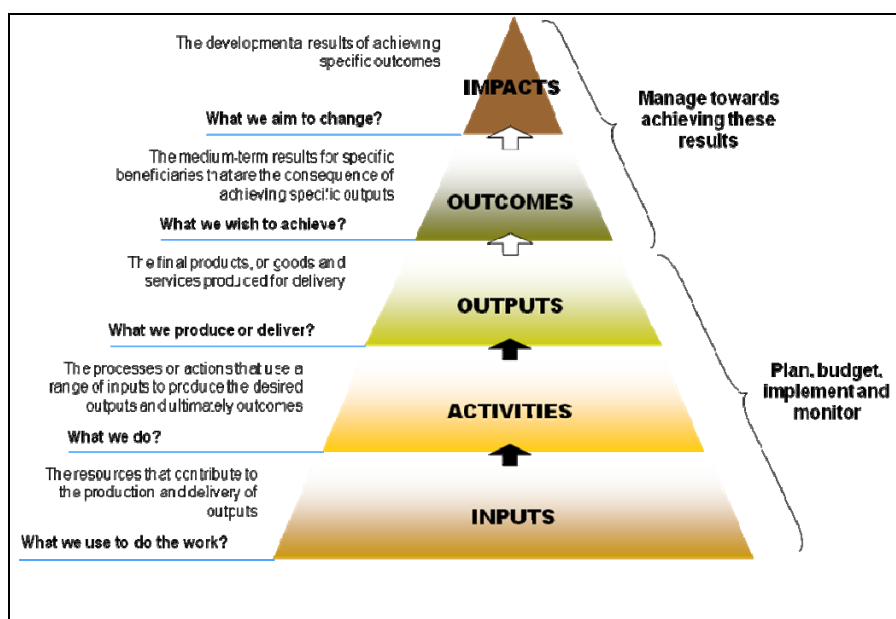 The developmental results of achieving
specific outcomes
IMPACTS
What we aim to change?
Manage towards
achieving these
results
The medium-term results for specific
beneficiaries that are the consequence of
achieving specific outputs
OUTCOMES
What we wish to achieve?
The final products, or goods and
services produced for delivery
OUTPUTS
What we produce or deliver?
The processes or actions that use a
range of inputs to produce the desired
outputs and ultimately outcomes
ACTIVITIES
What we do?
Plan, budget,
implement and
monitor
The resources that contribute to
the production and delivery of
outputs
INPUTS
What we use to do the work?